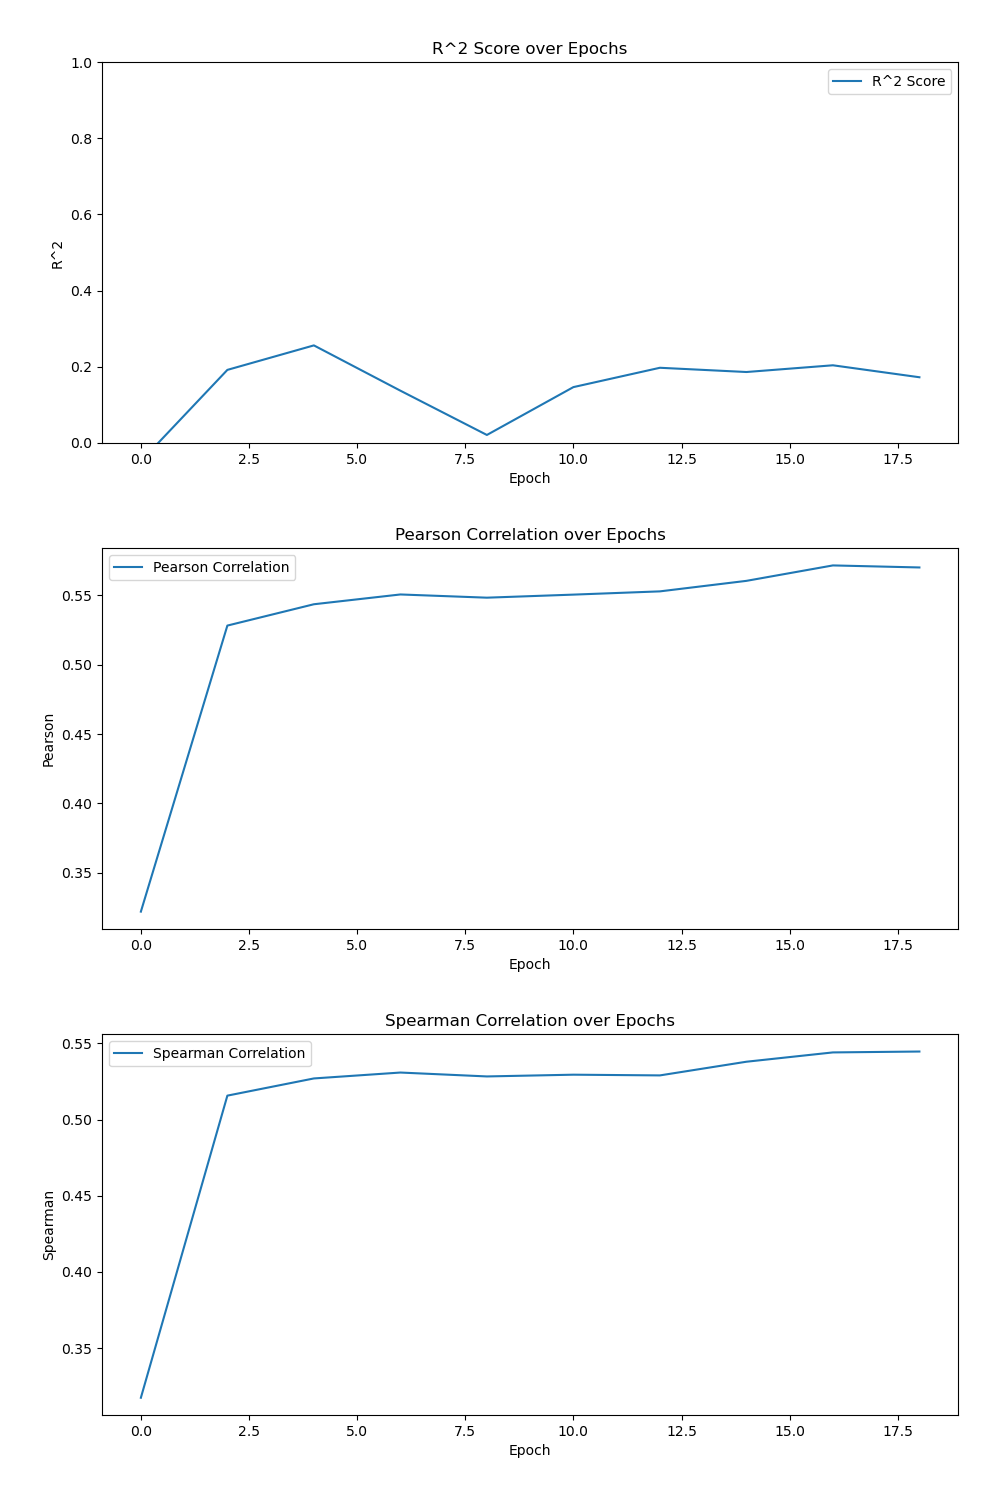 R^2 Score over Epochs
1.0
R^2 Score
0.8
0.6
R^2
0.4
0.2
0.0
0.0 2.5 5.0 7.5 10.0 12.5 15.0 17.5
Epoch
Pearson Correlation over Epochs
Pearson Correlation
0.55
0.50
0.45
Pearson
0.40
0.35
0.0 2.5 5.0 7.5 10.0 12.5 15.0 17.5
Epoch
Spearman Correlation over Epochs
0.55
Spearman Correlation
0.50
0.45
Spearman
0.40
0.35
0.0 2.5 5.0 7.5 10.0 12.5 15.0 17.5
Epoch